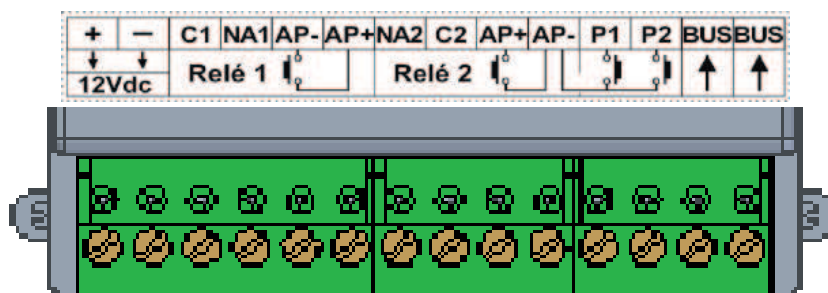 + − C1 NA1 AP- AP+ NA2 C2 AP+ AP- P1 P2 BUS BUS
12Vdc Relé 1 Relé 2